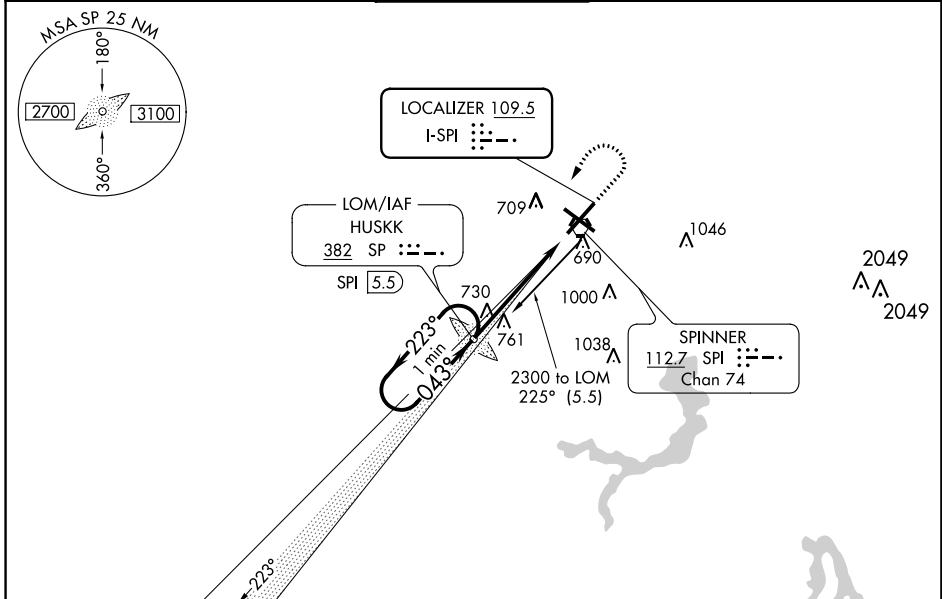 MSA SP 25 NM
180°
2700
3100
360°
LOCALIZER 109.5
I-SPI
LOM/IAF
HUSKK
382 SP
SPI 5.5
709
1046
690
2049
2049
730
1000
761
1038
223°
1 min
043°
2300 to LOM
225° (5.5)
SPINNER
112.7 SPI
Chan 74
223°